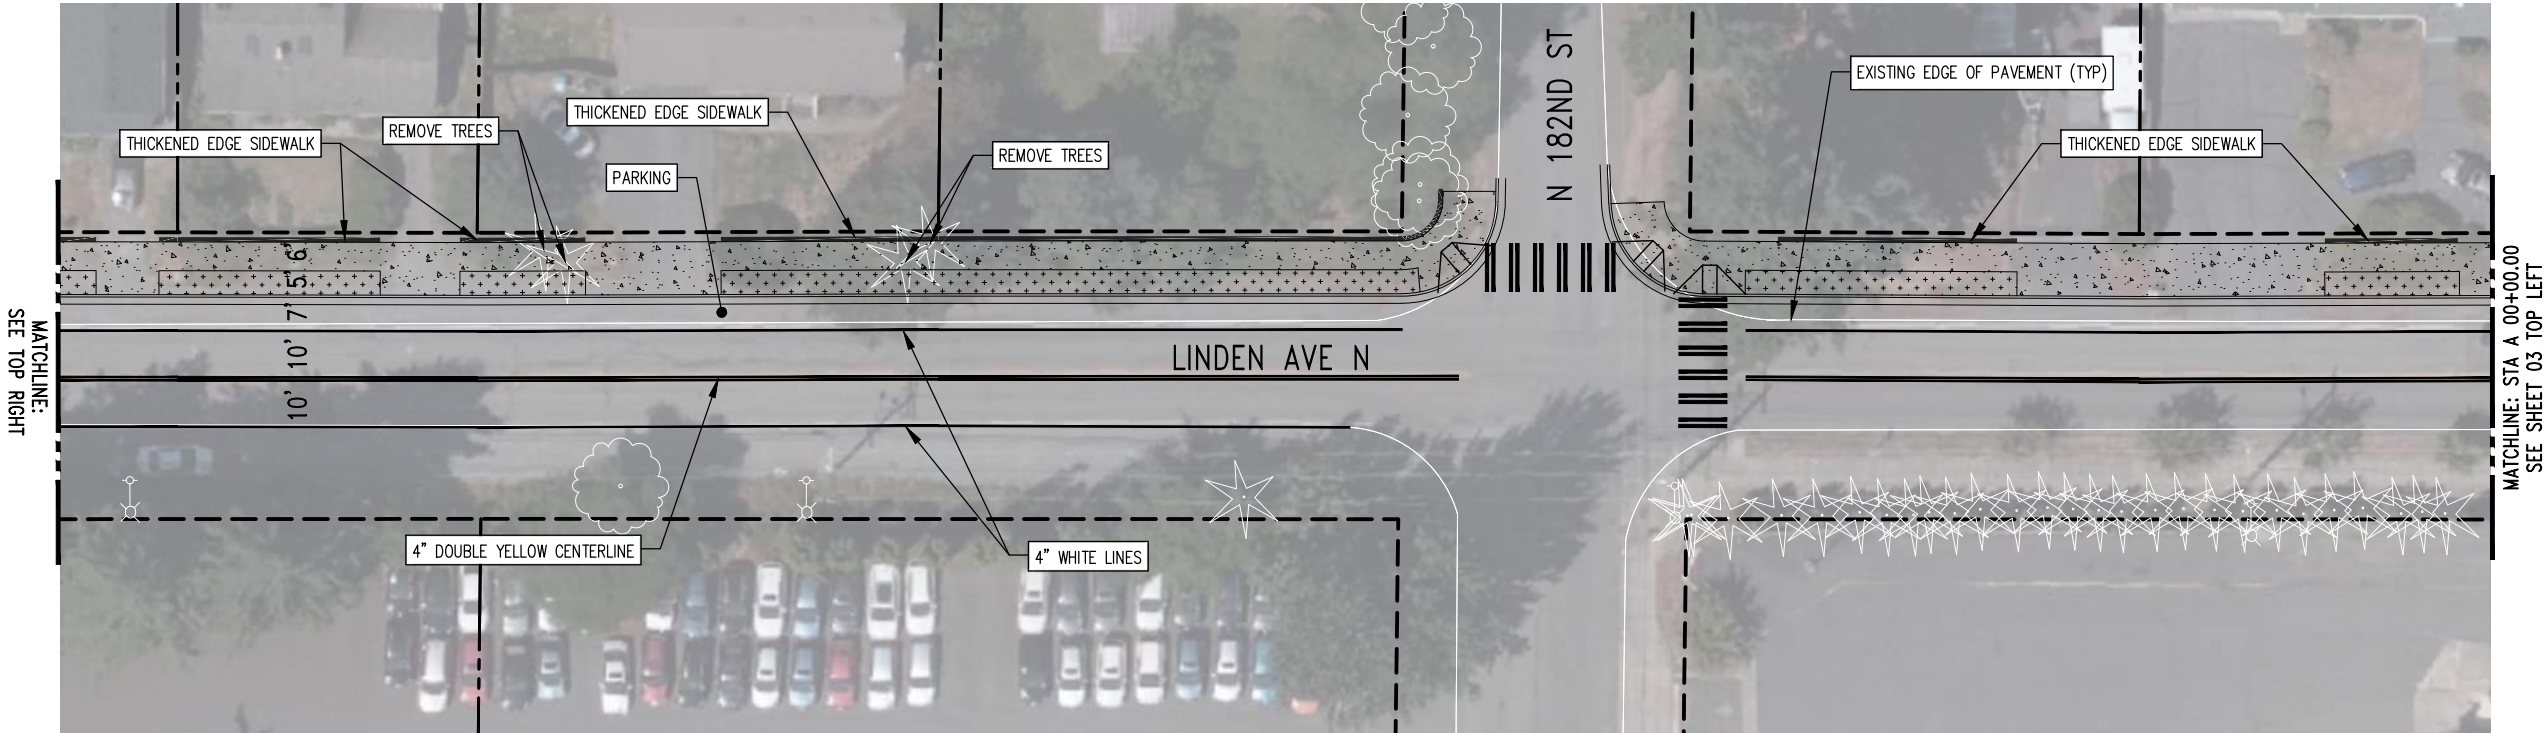 N 182ND ST
EXISTING EDGE OF PAVEMENT (TYP)
THICKENED EDGE SIDEWALK
REMOVE TREES
THICKENED EDGE SIDEWALK
REMOVE TREES
THICKENED EDGE SIDEWALK
PARKING
6'
5'
7'
10'
10'
LINDEN AVE N
MATCHLINE:
SEE TOP RIGHT
MATCHLINE: STA A 00+00.00
SEE SHEET 03 TOP LEFT
4" DOUBLE YELLOW CENTERLINE
4" WHITE LINES